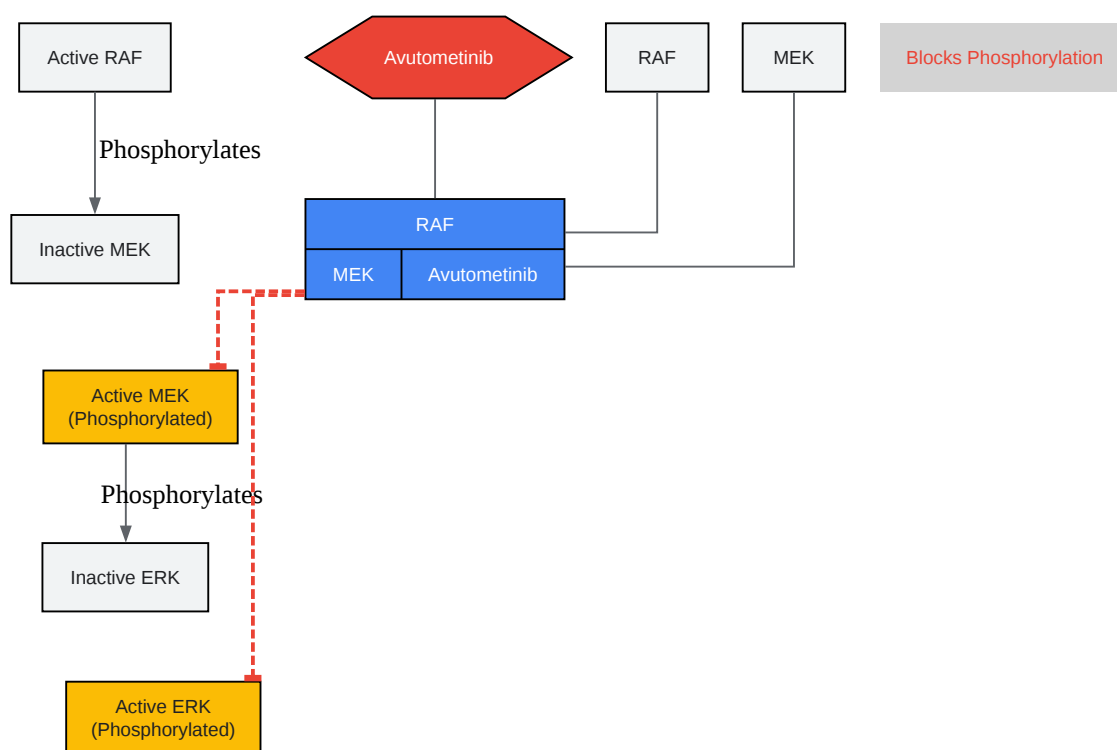 Active RAF
Avutometinib
RAF
MEK
Blocks Phosphorylation
Phosphorylates
RAF
Inactive MEK
MEK
Avutometinib
Active MEK
(Phosphorylated)
Phosphorylates
Inactive ERK
Active ERK
(Phosphorylated)